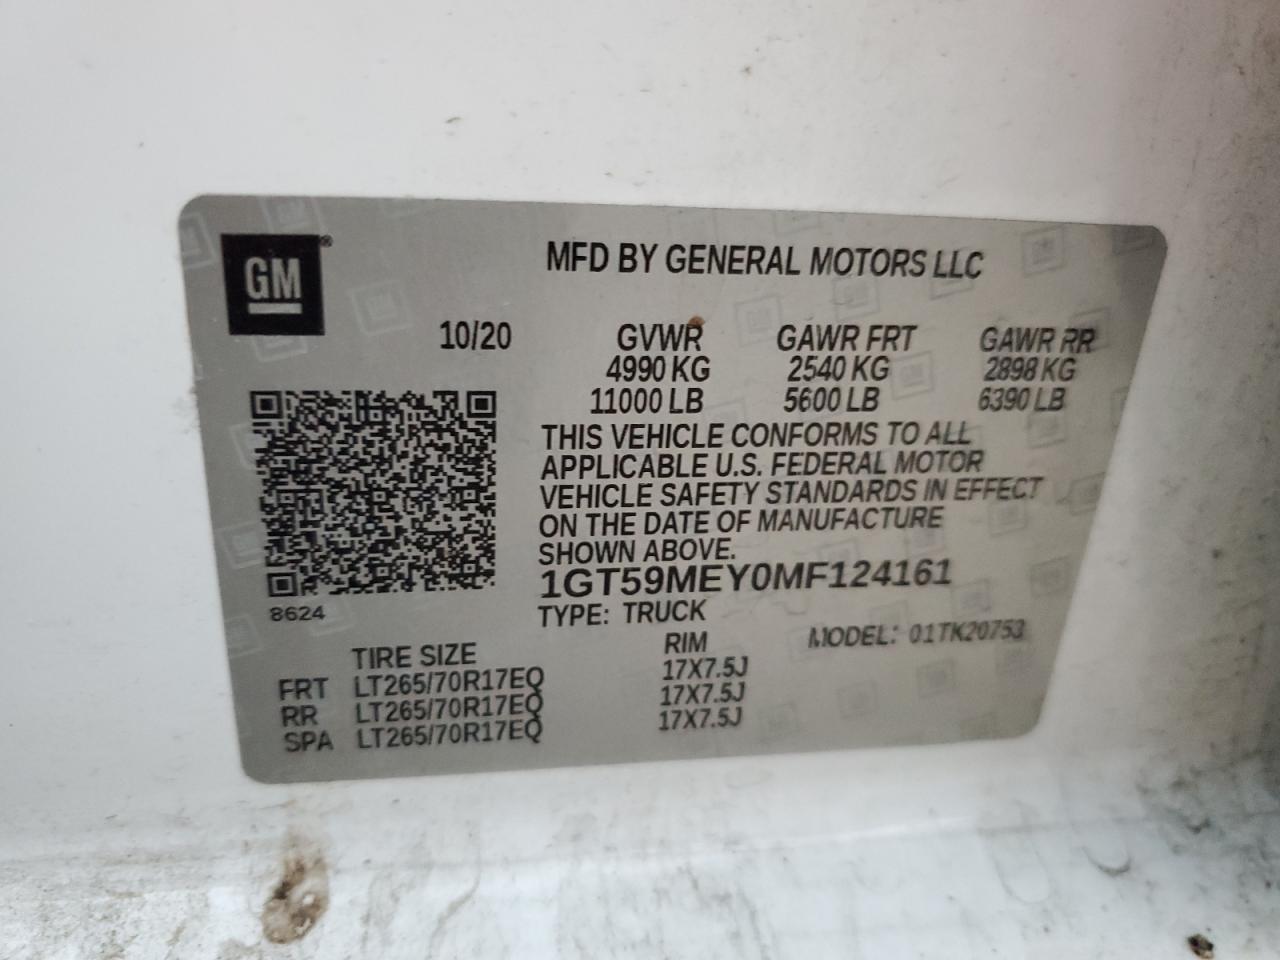 GM®
MFD BY GENERAL MOTORS LLC
10/20 GVWR GAWR FRT GAWR RR
4990 KG 2540 KG 2898 KG
11000 LB 5600 LB 6390 LB
THIS VEHICLE CONFORMS TO ALL
APPLICABLE U.S. FEDERAL MOTOR
VEHICLE SAFETY STANDARDS IN EFFECT
ON THE DATE OF MANUFACTURE
SHOWN ABOVE.
1GT59MEY0MF124161
8624
TYPE: TRUCK
MODEL: 01TK20753
TIRE SIZE RIM
FRT LT265/70R17EQ 17X7.5J
RR LT265/70R17EQ 17X7.5J
SPA LT265/70R17EQ 17X7.5J